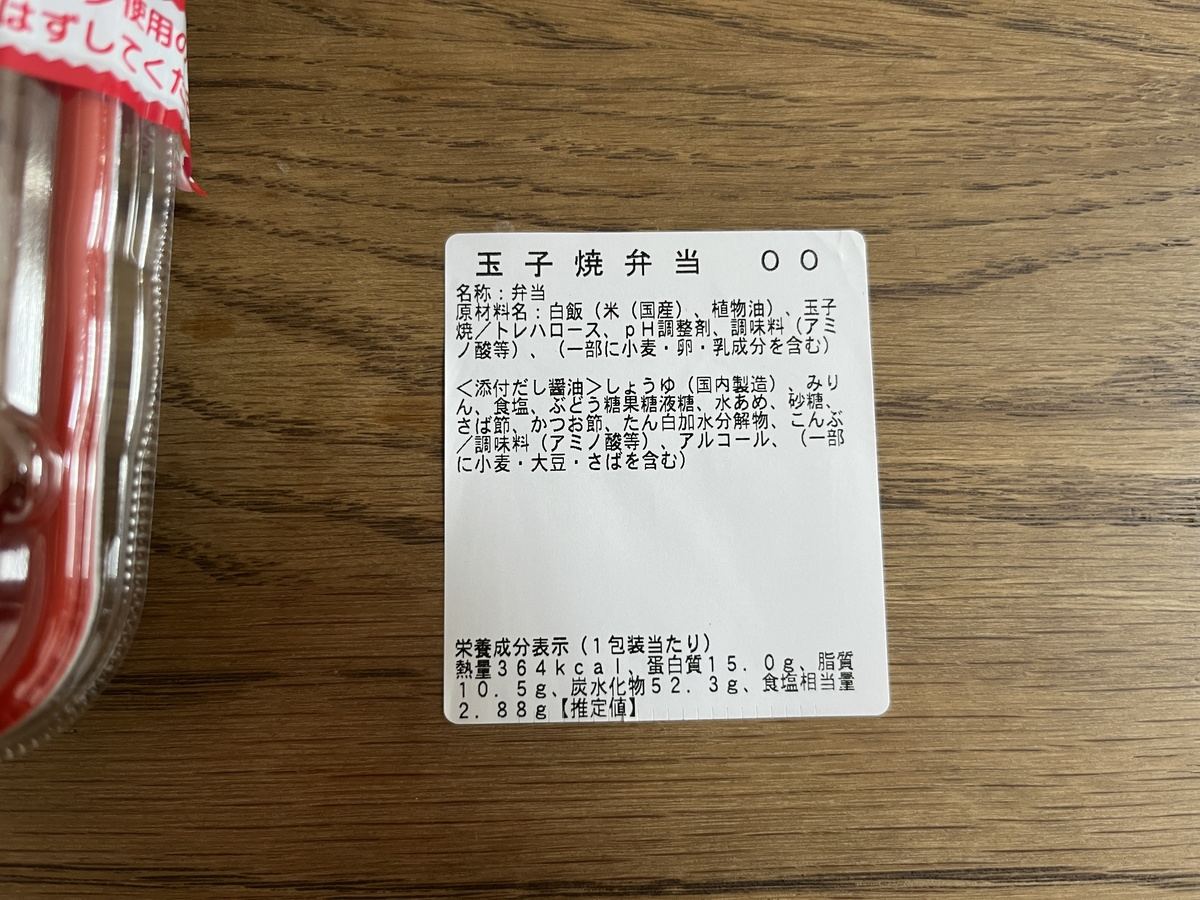 使用の
はずしてくだ
玉子焼弁当 00
名称：弁当
原材料名：白飯（米（国産）、植物油）、玉子
焼／トレハロース、pH調整剤、調味料（アミ
ノ酸等）、（一部に小麦・卵・乳成分を含む）
＜添付だし醤油＞しょうゆ（国内製造）、みり
ん、食塩、ぶどう糖果糖液糖、水あめ、砂糖、
さば節、かつお節、たん白加水分解物、こんぶ
／調味料（アミノ酸等）、アルコール、（一部
に小麦・大豆・さばを含む）
栄養成分表示（1包装当たり）
熱量364kcal、蛋白質15.0g、脂質
10.5g、炭水化物52.3g、食塩相当量
2.88g【推定値】